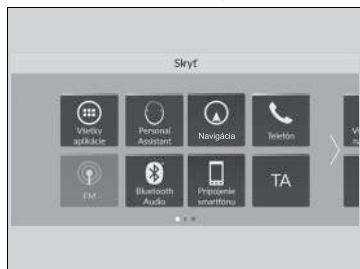 Skryť
Všetky
aplikácie
Personal
Assistant
Navigácia
Telefón
FM
Bluetooth
Audio
Pripojenie
smartfónu
TA